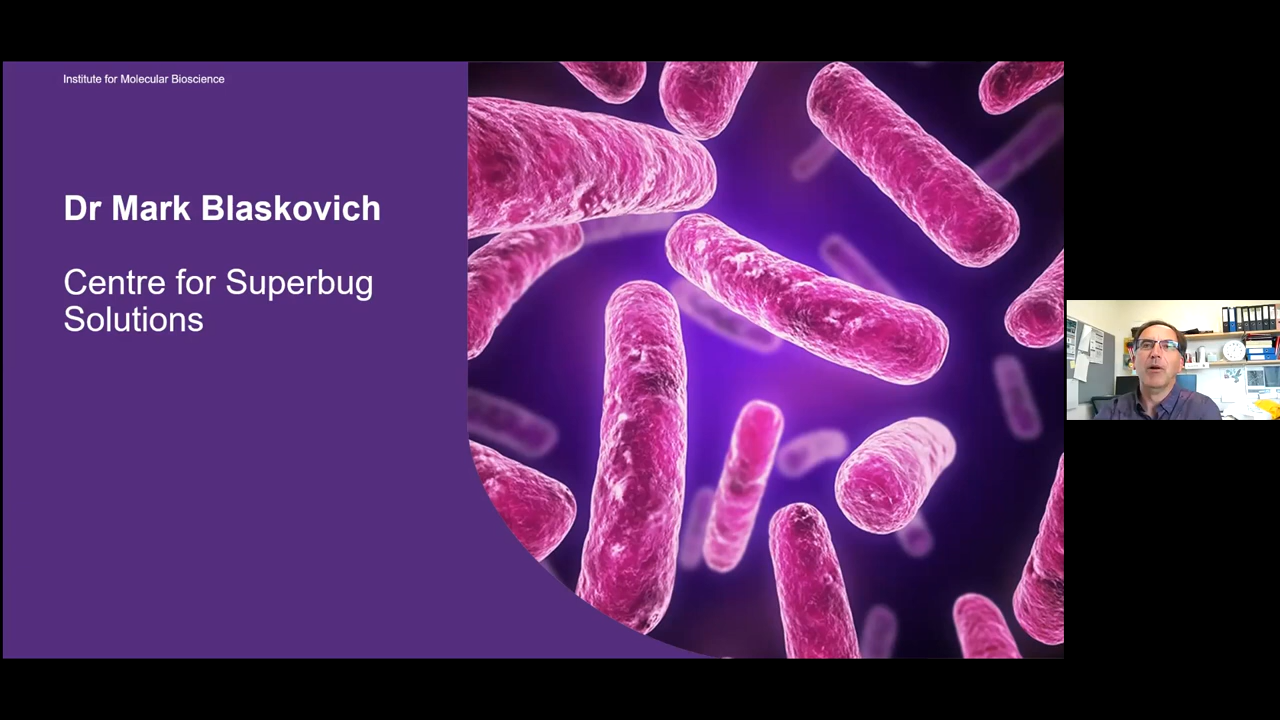 Institute for Molecular Bioscience
Dr Mark Blaskovich
Centre for Superbug
Solutions